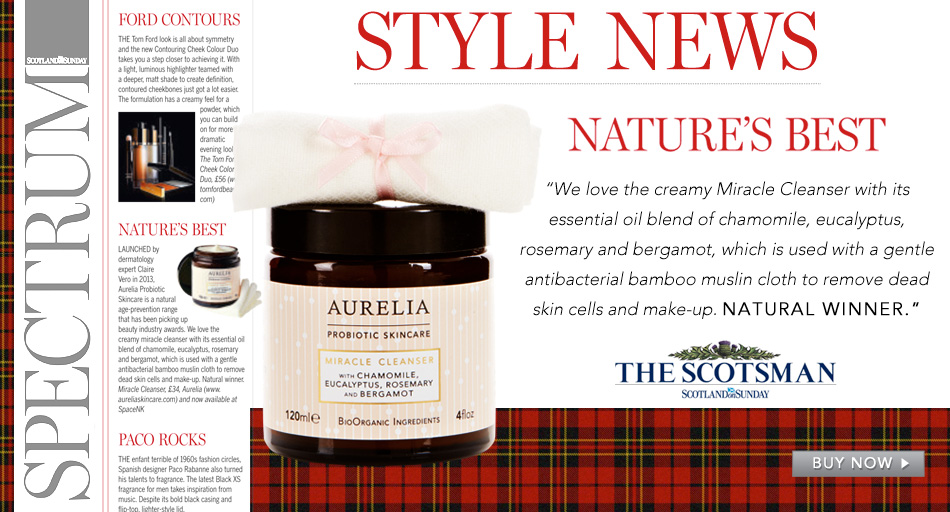 SPECTRUM
SCOTLAND ON SUNDAY
FORD CONTOURS
THE Tom Ford look is all about symmetry
and the new Contouring Cheek Colour Duo
takes you a step closer to achieving it. With
a light, luminous highlighter teamed with
a deeper, matt shade to create definition,
contoured cheekbones just got a lot easier.
The formulation has a creamy feel for a
powder, which
you can build
on for more
dramatic
evening look
The Tom For
Cheek Color
Duo, £56 (w
tomfordbea
com)
NATURE'S BEST
LAUNCHED by
dermatology
expert Claire
Vero in 2013,
Aurelia Probiotic
Skincare is a natural
age-prevention range
that has been picking up
beauty industry awards. We love the
creamy miracle cleanser with its essential oil
blend of chamomile, eucalyptus, rosemary
and bergamot, which is used with a gentle
antibacterial bamboo muslin cloth to remove
dead skin cells and make-up. Natural winner.
Miracle Cleanser, £34, Aurelia (www.
aureliaskincare.com) and now available at
SpaceNK
AURELIA
PACO ROCKS
THE enfant terrible of 1960s fashion circles,
Spanish designer Paco Rabanne also turned
his talents to fragrance. The latest Black XS
fragrance for men takes inspiration from
music. Despite its bold black casing and
flip-top, lighter-style lid,
STYLE NEWS
NATURE'S BEST
“We love the creamy Miracle Cleanser with its
essential oil blend of chamomile, eucalyptus,
rosemary and bergamot, which is used with a gentle
antibacterial bamboo muslin cloth to remove dead
skin cells and make-up. NATURAL WINNER.”
AURELIA
PROBIOTIC SKINCARE
MIRACLE CLEANSER
WITH CHAMOMILE,
EUCALYPTUS, ROSEMARY
AND BERGAMOT
120ml℮ BIOORGANIC INGREDIENTS 4floz
THE SCOTSMAN
SCOTLAND ON SUNDAY
BUY NOW